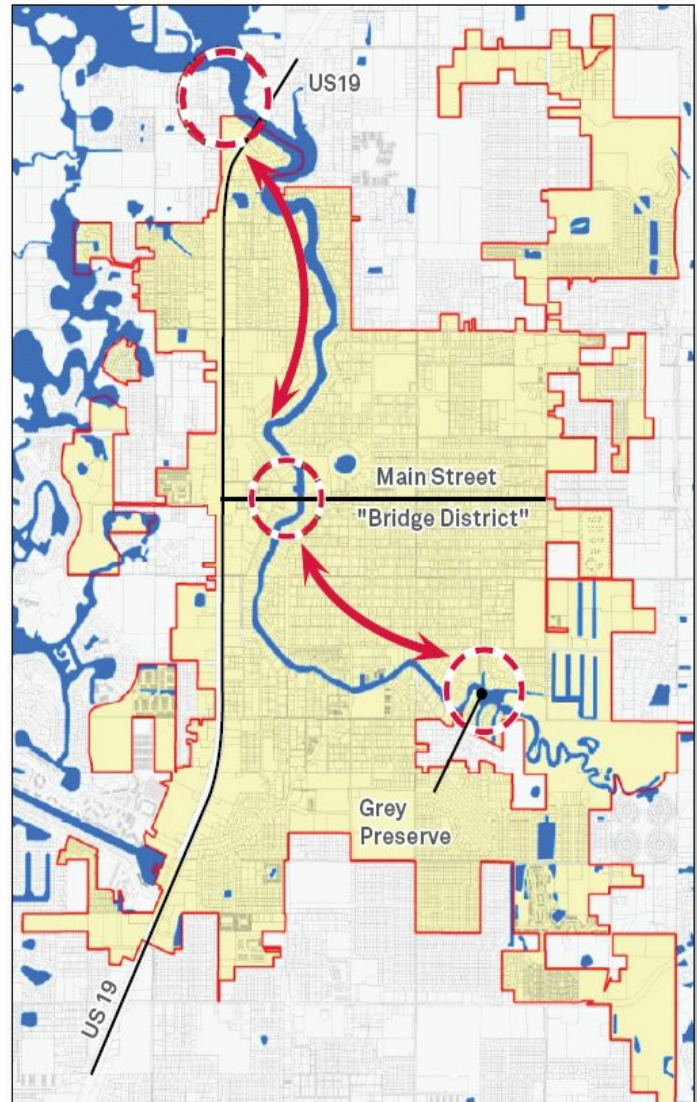 US19
Main Street
"Bridge District"
Grey
Preserve
US 19